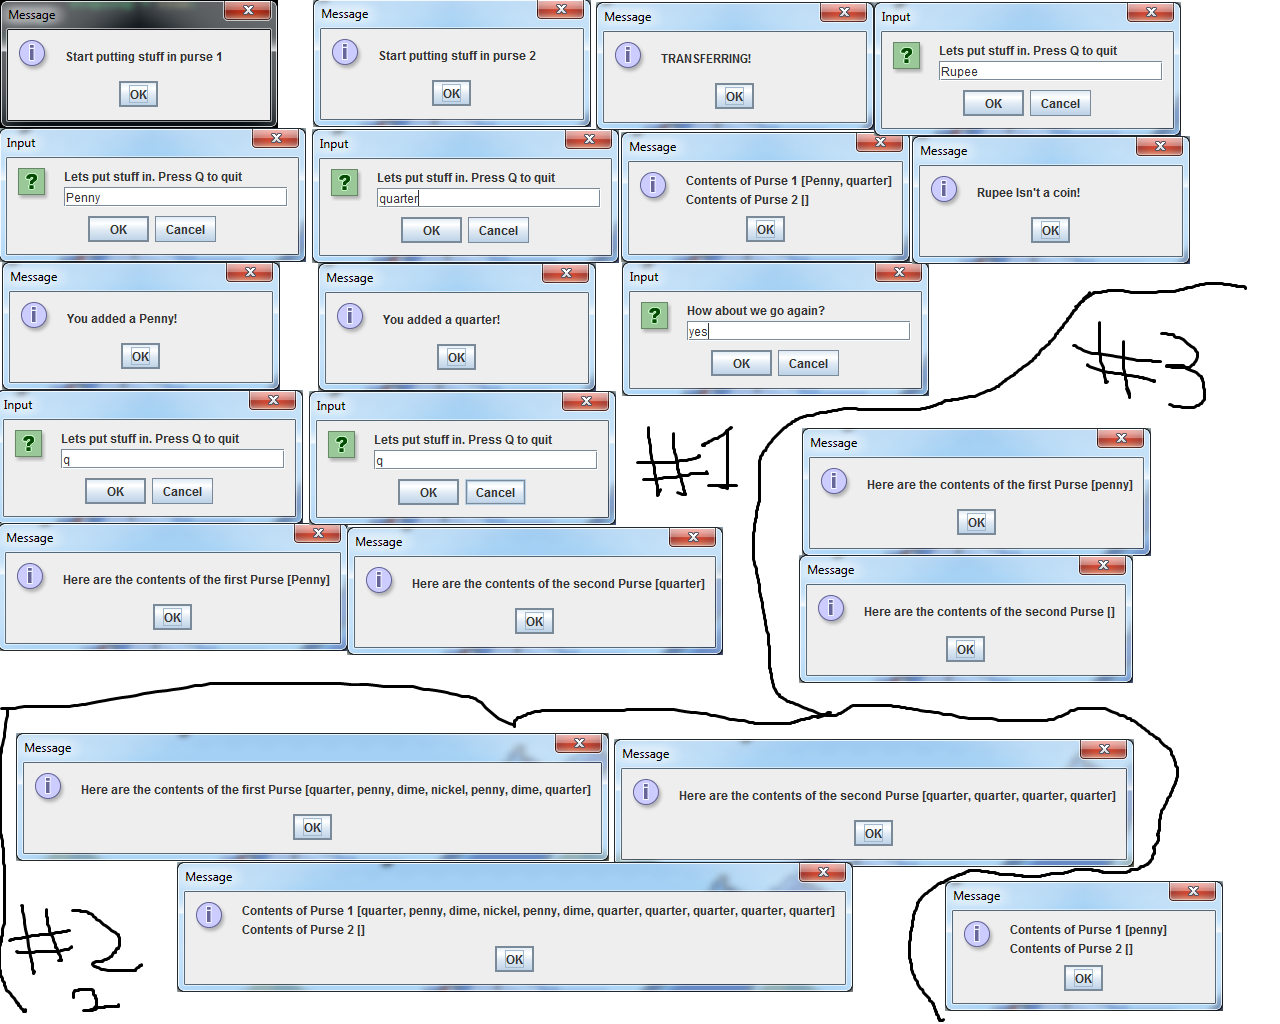 Message
Start putting stuff in purse 1
OK
Message
Start putting stuff in purse 2
OK
Message
TRANSFERRING!
OK
Input
Lets put stuff in. Press Q to quit
Rupee
OK Cancel
Input
Lets put stuff in. Press Q to quit
Penny
OK Cancel
Input
Lets put stuff in. Press Q to quit
quarter
OK Cancel
Message
Contents of Purse 1 [Penny, quarter]
Contents of Purse 2 []
OK
Message
Rupee Isn't a coin!
OK
Message
You added a Penny!
OK
Message
You added a quarter!
OK
Input
How about we go again?
yes
OK Cancel
#3
Input
Lets put stuff in. Press Q to quit
q
OK Cancel
Input
Lets put stuff in. Press Q to quit
q
OK Cancel
#1
Message
Here are the contents of the first Purse [penny]
OK
Message
Here are the contents of the first Purse [Penny]
OK
Message
Here are the contents of the second Purse [quarter]
OK
Message
Here are the contents of the second Purse []
OK
Message
Here are the contents of the first Purse [quarter, penny, dime, nickel, penny, dime, quarter]
OK
Message
Here are the contents of the second Purse [quarter, quarter, quarter, quarter]
OK
Message
Contents of Purse 1 [quarter, penny, dime, nickel, penny, dime, quarter, quarter, quarter, quarter, quarter]
Contents of Purse 2 []
OK
Message
Contents of Purse 1 [penny]
Contents of Purse 2 []
OK
#2
2